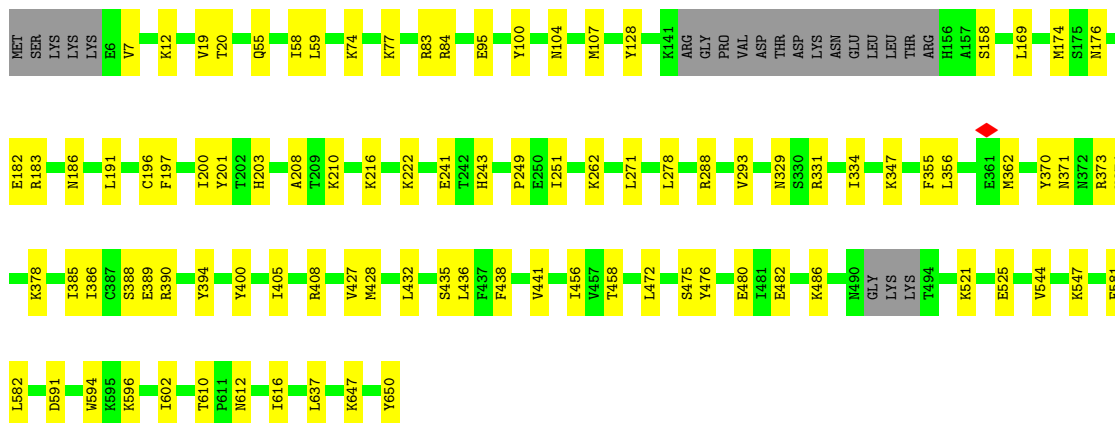 MET SER LYS LYS LYS E6 V7 K12 V19 T20 Q55 I58 L59 K74 K77 R83 R84 E95 Y100 N104 M107 Y128 K141 ARG GLY PRO VAL ASP THR ASP LYS ASN GLU LEU LEU THR ARG H156 A157 S158 L169 M174 S175 N176
E182 R183 N186 L191 C196 F197 I200 Y201 T202 H203 A208 T209 K210 K216 K222 E241 T242 H243 P249 E250 I251 K262 L271 L278 R288 V293 N329 S330 R331 I334 K347 F355 L356 E361 M362 Y370 N371 N372 R373
K378 I385 I386 C387 S388 E389 R390 Y394 Y400 I405 R408 V427 M428 L432 S435 L436 F437 F438 V441 I456 V457 T458 L472 S475 Y476 E480 I481 E482 K486 N490 GLY LYS LYS T494 K521 E525 V544 K547
L582 D591 W594 K595 K596 I602 T610 P611 N612 I616 L637 K647 Y650